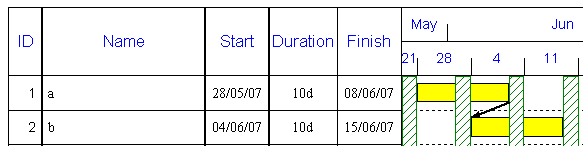 May Jun
ID Name Start Duration Finish
21 28 4 11
1 a 28/05/07 10d 08/06/07
2 b 04/06/07 10d 15/06/07